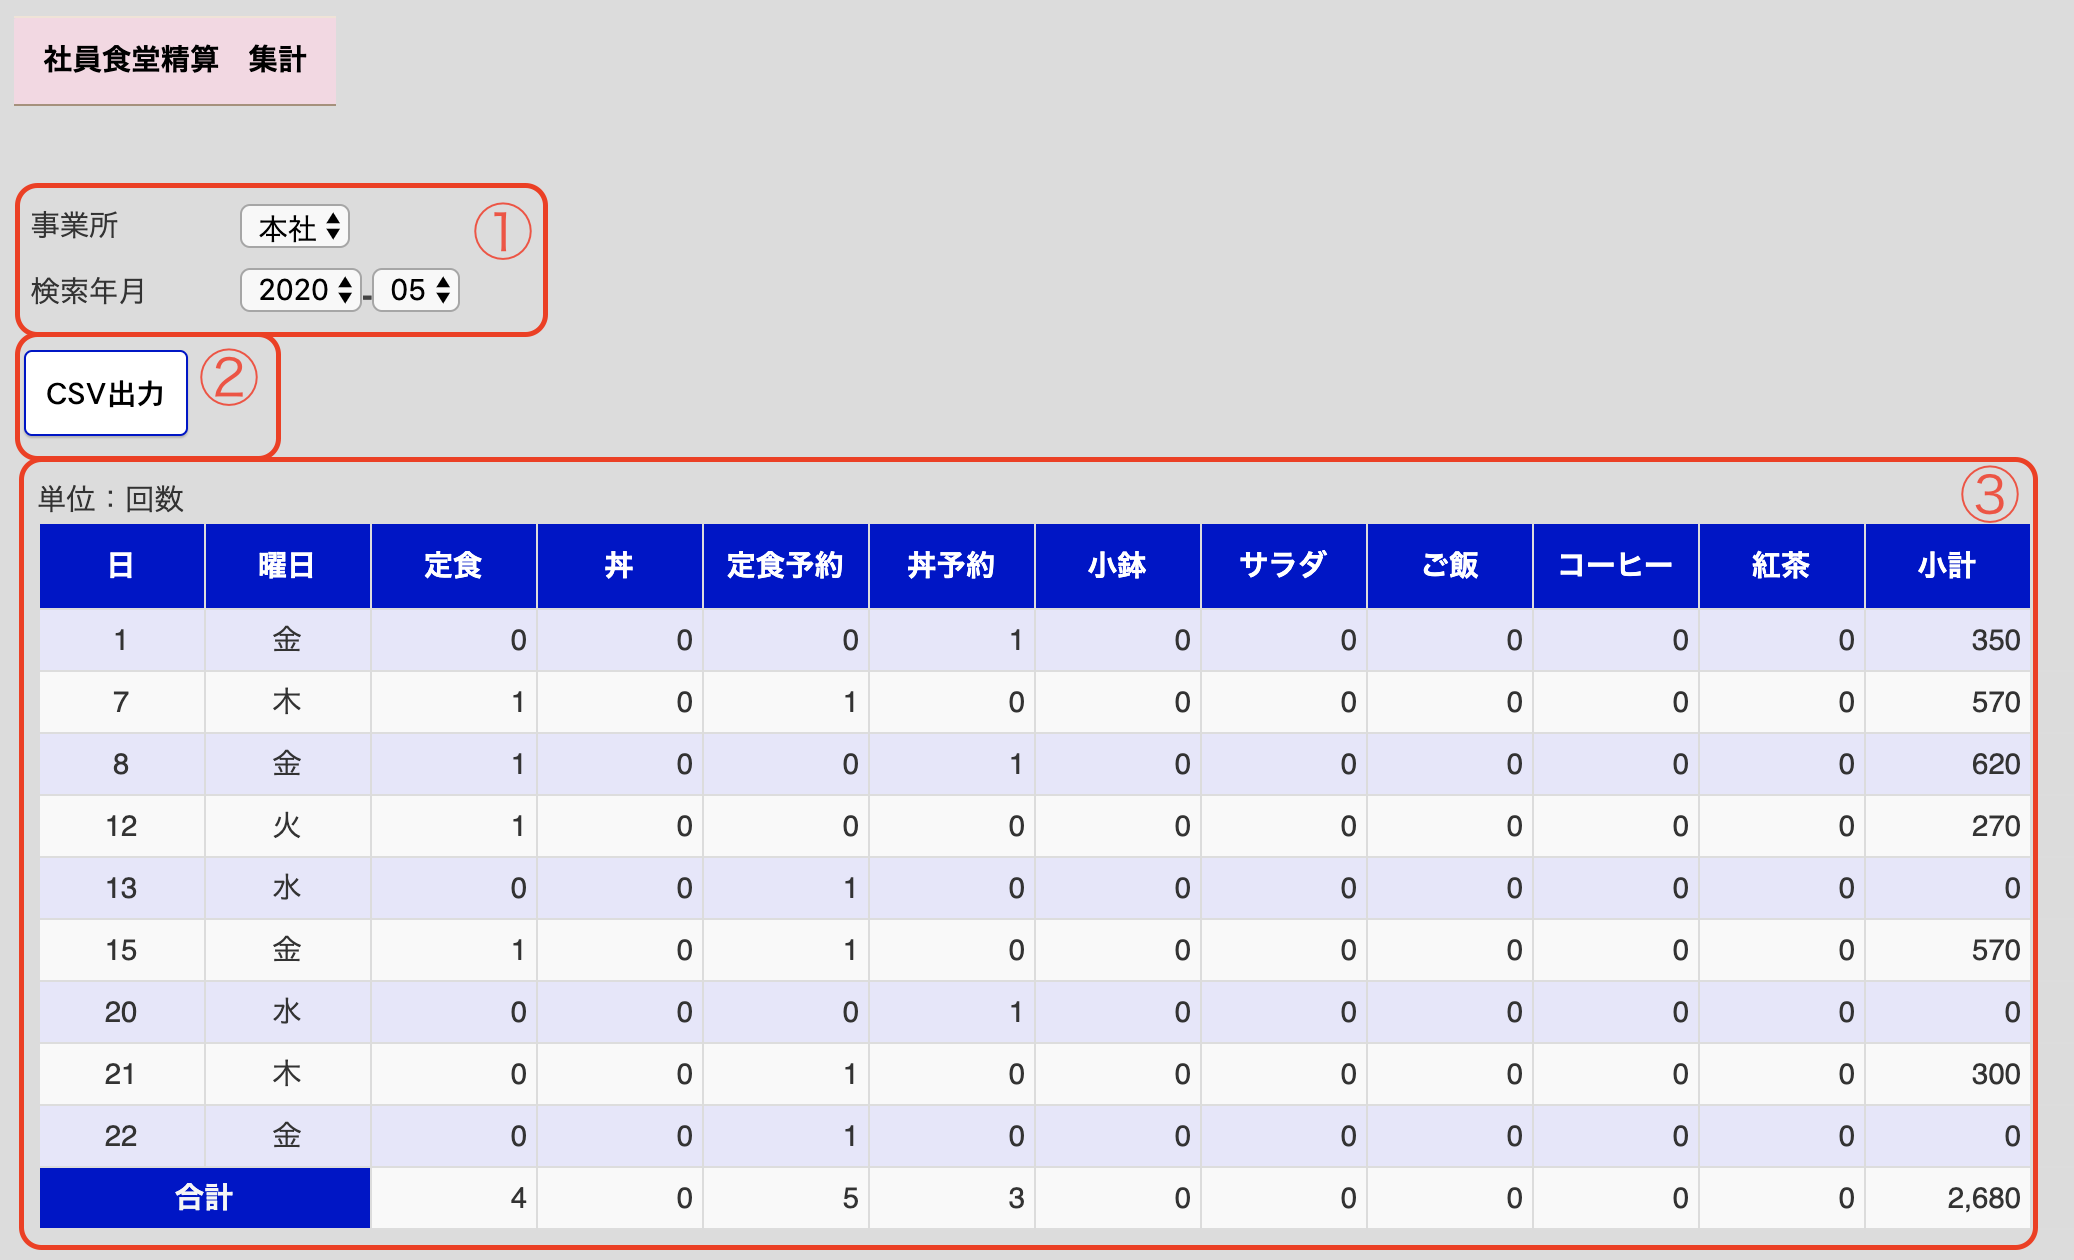 社員食堂精算　集計
事業所 本社 ①
検索年月 2020 - 05
CSV出力 ②
単位：回数 ③
日 曜日 定食 丼 定食予約 丼予約 小鉢 サラダ ご飯 コーヒー 紅茶 小計
1 金 0 0 0 1 0 0 0 0 0 350
7 木 1 0 1 0 0 0 0 0 0 570
8 金 1 0 0 1 0 0 0 0 0 620
12 火 1 0 0 0 0 0 0 0 0 270
13 水 0 0 1 0 0 0 0 0 0 0
15 金 1 0 1 0 0 0 0 0 0 570
20 水 0 0 0 1 0 0 0 0 0 0
21 木 0 0 1 0 0 0 0 0 0 300
22 金 0 0 1 0 0 0 0 0 0 0
合計 4 0 5 3 0 0 0 0 0 2,680